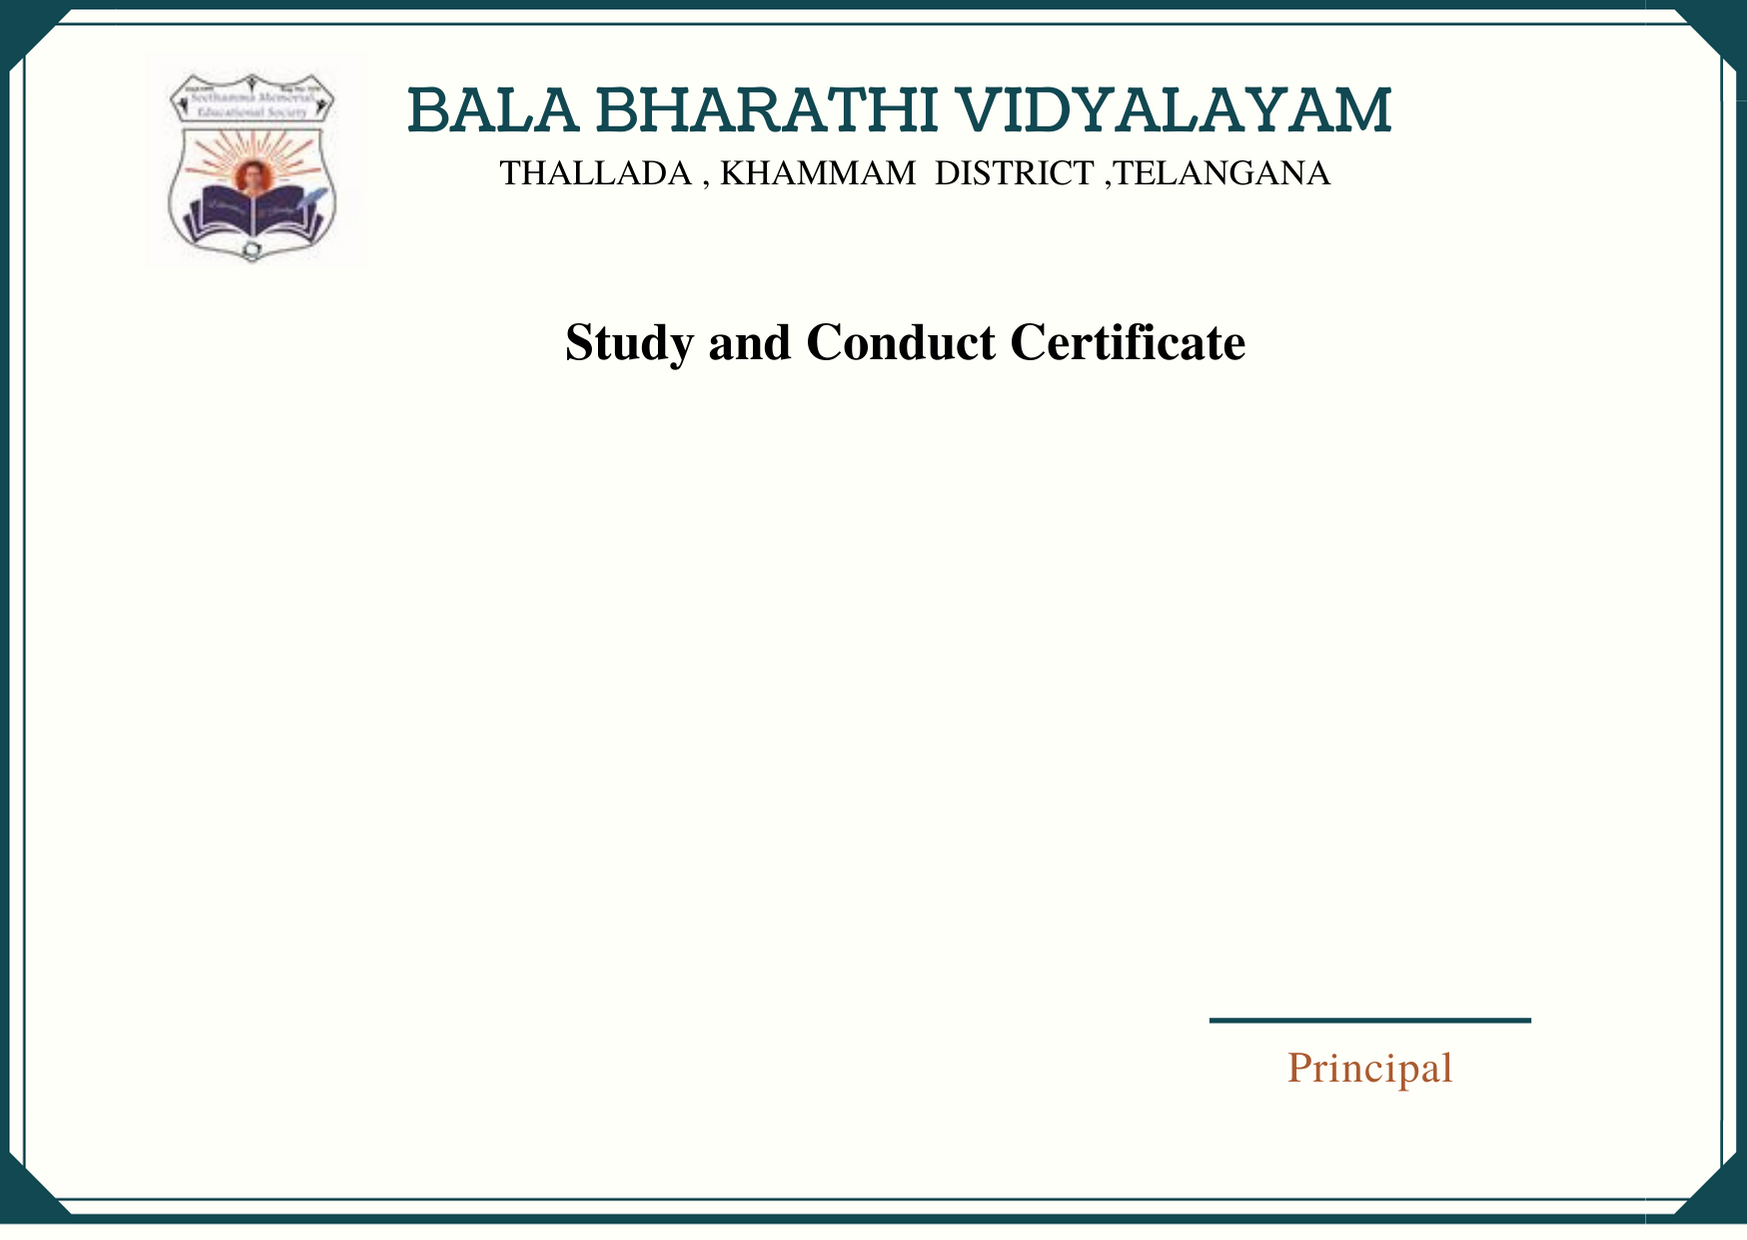 Seethamma Memorial
Educational Society
BALA BHARATHI VIDYALAYAM
THALLADA , KHAMMAM DISTRICT ,TELANGANA
Study and Conduct Certificate
Principal